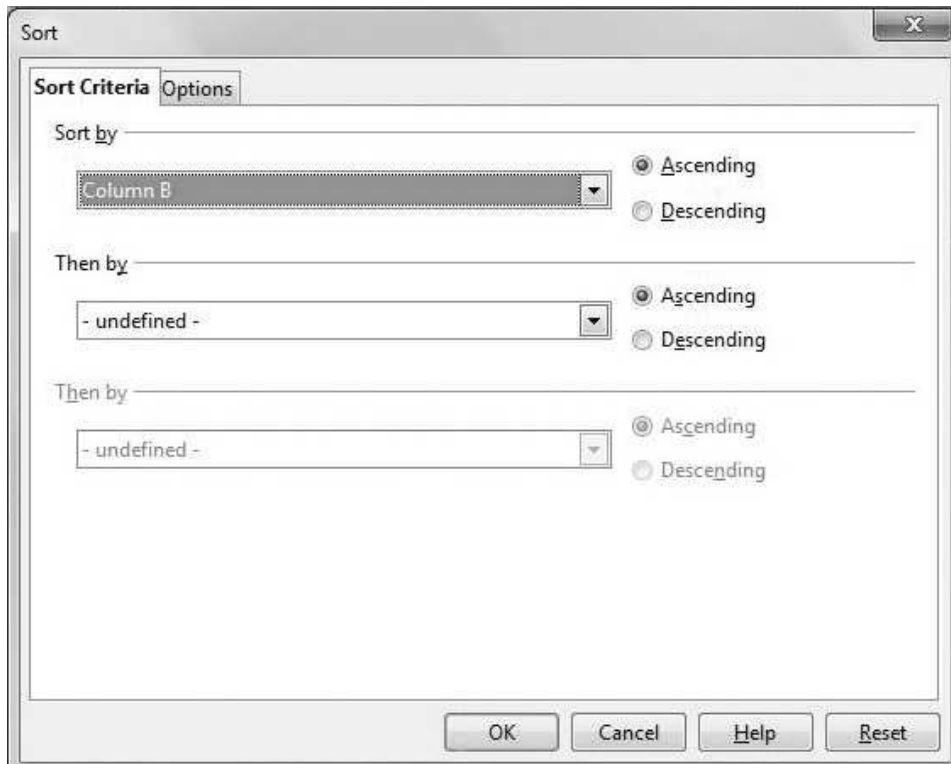 Sort
Sort Criteria Options
Sort by
Column B
Ascending
Descending
Then by
- undefined -
Ascending
Descending
Then by
- undefined -
Ascending
Descending
OK Cancel Help Reset